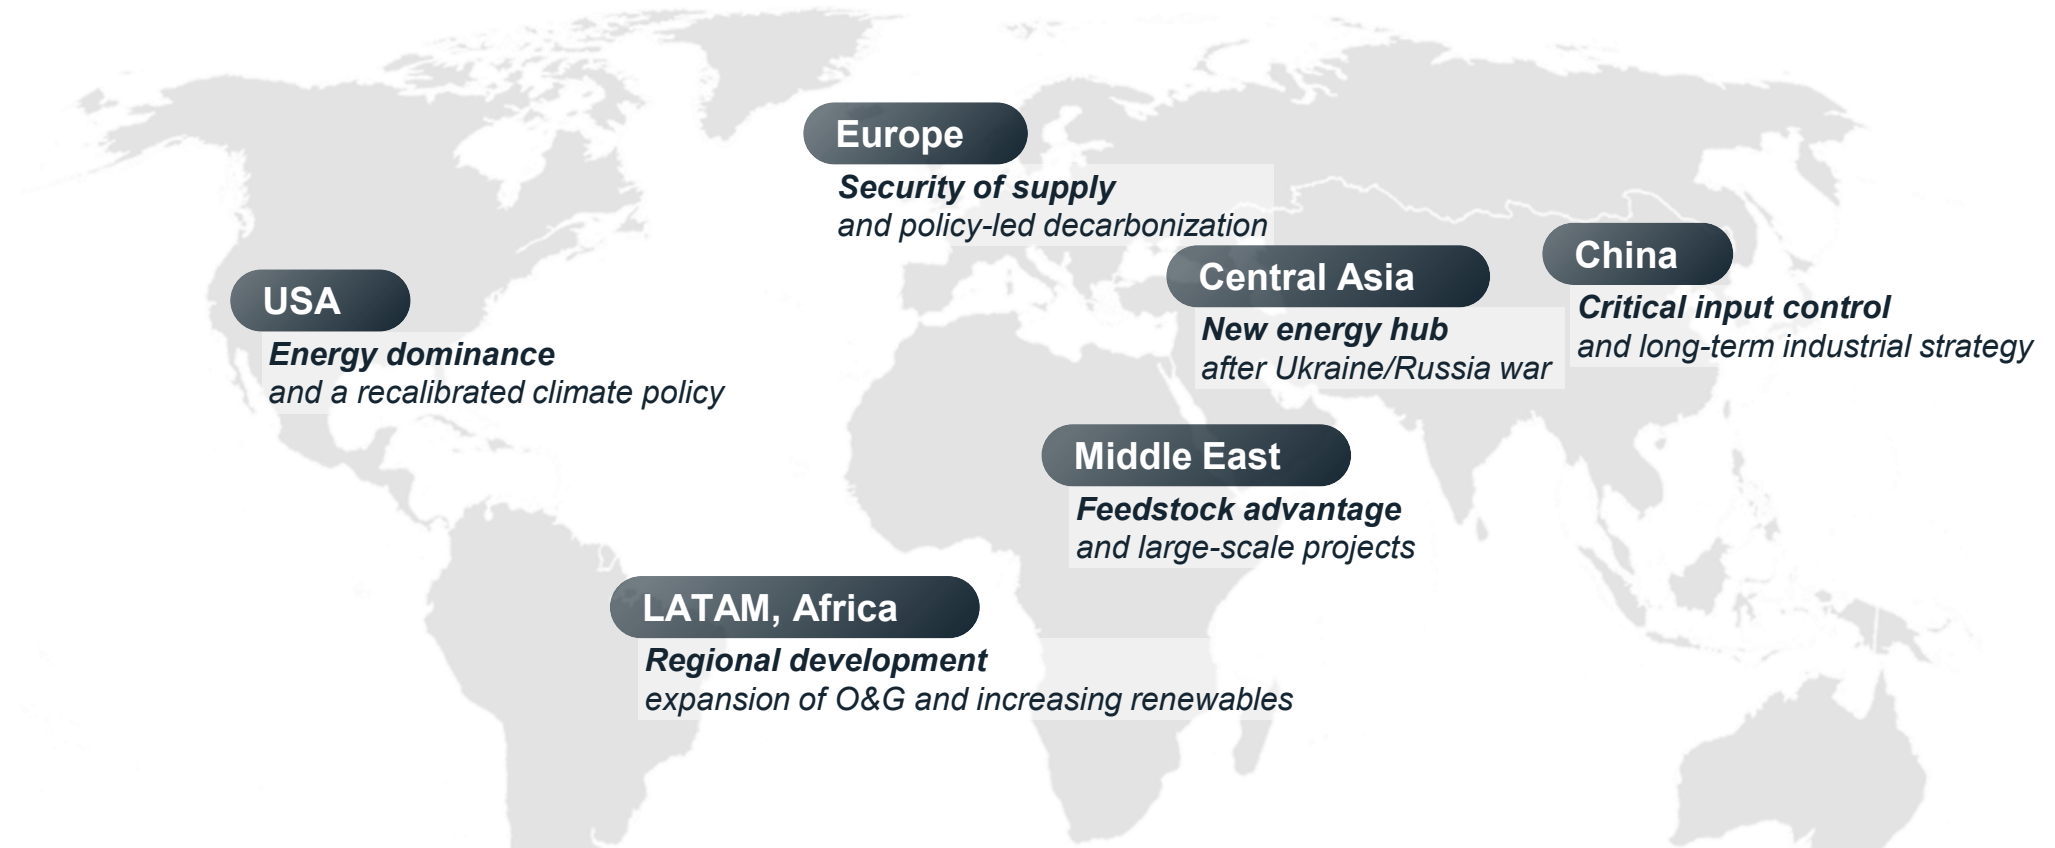 Europe
Security of supply
and policy-led decarbonization
China
Critical input control
and long-term industrial strategy
Central Asia
New energy hub
after Ukraine/Russia war
USA
Energy dominance
and a recalibrated climate policy
Middle East
Feedstock advantage
and large-scale projects
LATAM, Africa
Regional development
expansion of O&G and increasing renewables